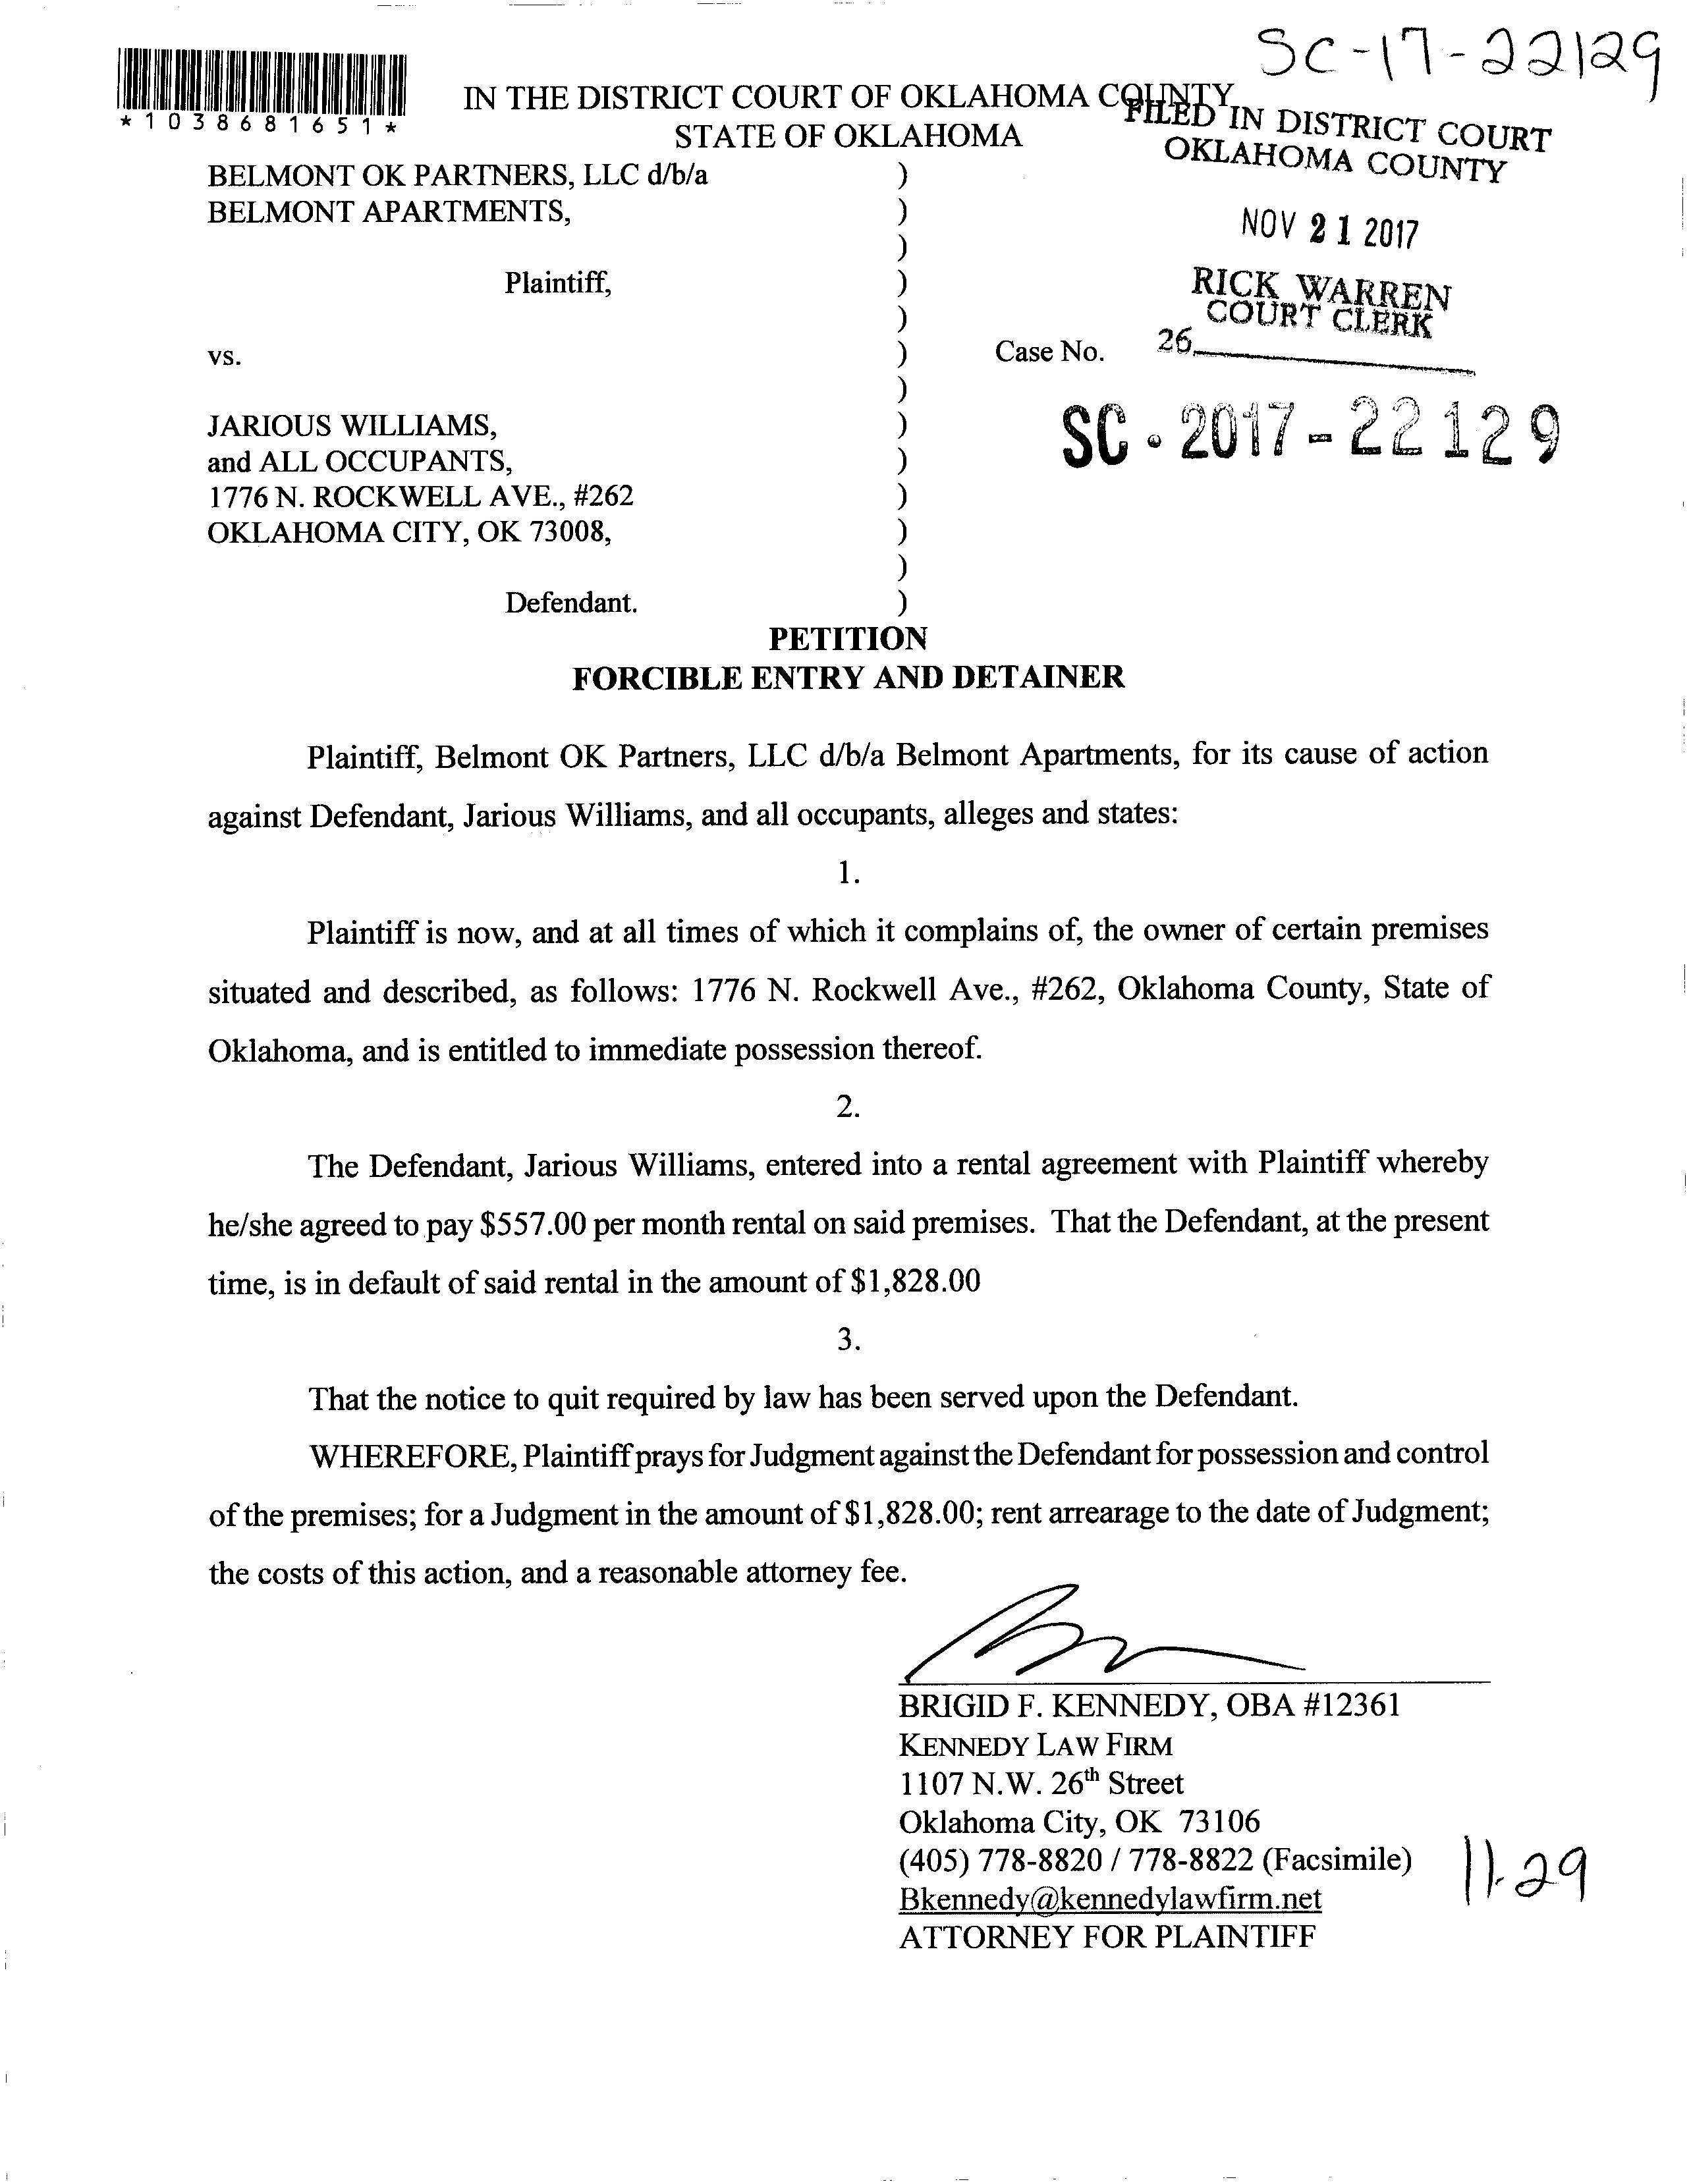 SC-17-22129
*1038681651*
IN THE DISTRICT COURT OF OKLAHOMA COUNTY
STATE OF OKLAHOMA
FILED IN DISTRICT COURT
OKLAHOMA COUNTY
NOV 21 2017
RICK WARREN
COURT CLERK
26
BELMONT OK PARTNERS, LLC d/b/a )
BELMONT APARTMENTS, )
)
Plaintiff, )
)
vs. ) Case No.
)
SC-2017-22129
JARIOUS WILLIAMS, )
and ALL OCCUPANTS, )
1776 N. ROCKWELL AVE., #262 )
OKLAHOMA CITY, OK 73008, )
)
Defendant. )
PETITION
FORCIBLE ENTRY AND DETAINER
Plaintiff, Belmont OK Partners, LLC d/b/a Belmont Apartments, for its cause of action
against Defendant, Jarious Williams, and all occupants, alleges and states:
1.
Plaintiff is now, and at all times of which it complains of, the owner of certain premises
situated and described, as follows: 1776 N. Rockwell Ave., #262, Oklahoma County, State of
Oklahoma, and is entitled to immediate possession thereof.
2.
The Defendant, Jarious Williams, entered into a rental agreement with Plaintiff whereby
he/she agreed to pay $557.00 per month rental on said premises. That the Defendant, at the present
time, is in default of said rental in the amount of $1,828.00
3.
That the notice to quit required by law has been served upon the Defendant.
WHEREFORE, Plaintiff prays for Judgment against the Defendant for possession and control
of the premises; for a Judgment in the amount of $1,828.00; rent arrearage to the date of Judgment;
the costs of this action, and a reasonable attorney fee.
BRIGID F. KENNEDY, OBA #12361
KENNEDY LAW FIRM
1107 N.W. 26th Street
Oklahoma City, OK 73106
(405) 778-8820 / 778-8822 (Facsimile)
Bkennedy@kennedylawfirm.net
ATTORNEY FOR PLAINTIFF
11-29